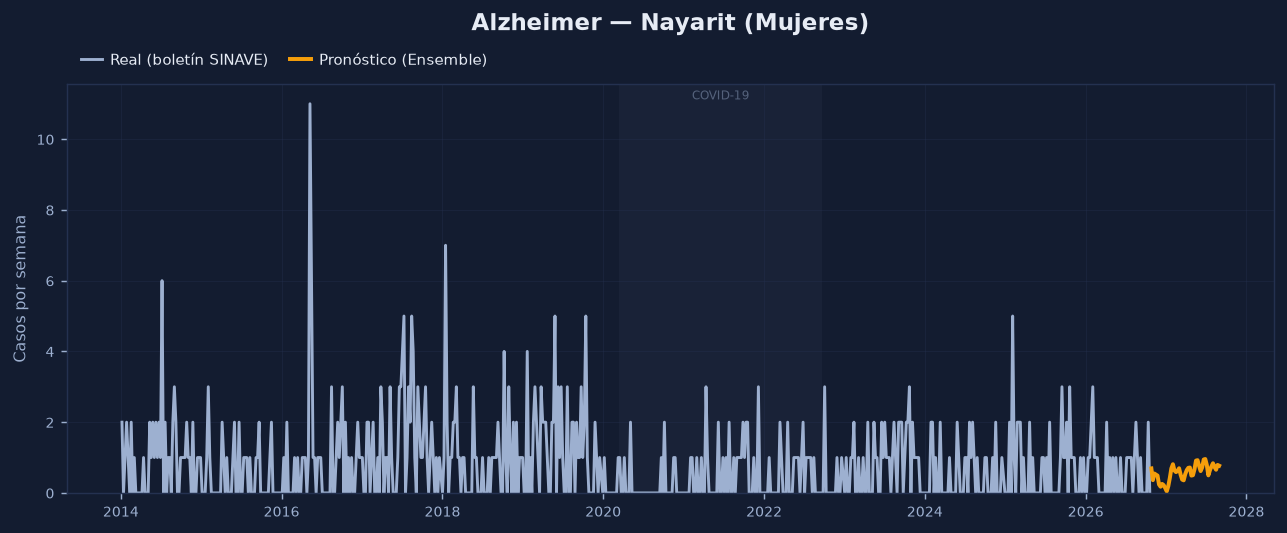 Alzheimer — Nayarit (Mujeres)
Real (boletín SINAVE) Pronóstico (Ensemble)
COVID-19
Casos por semana
10
8
6
4
2
0
2014 2016 2018 2020 2022 2024 2026 2028